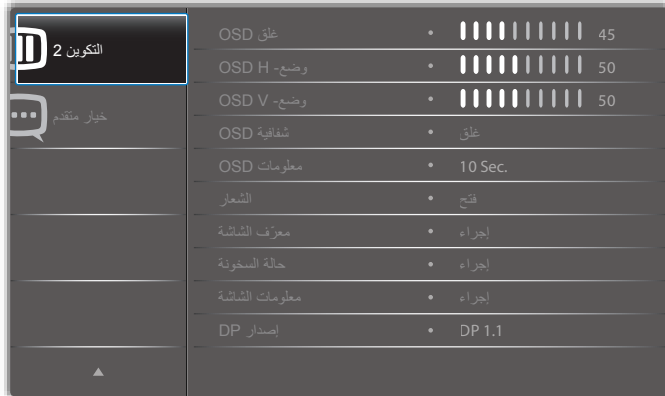 التكوين 2
خيار متقدم
غلق OSD • 45
وضع- OSD H • 50
وضع- OSD V • 50
شفافية OSD • غلق
معلومات OSD • 10 Sec.
الشعار • فتح
معرّف الشاشة • إجراء
حالة السخونة • إجراء
معلومات الشاشة • إجراء
إصدار DP • DP 1.1